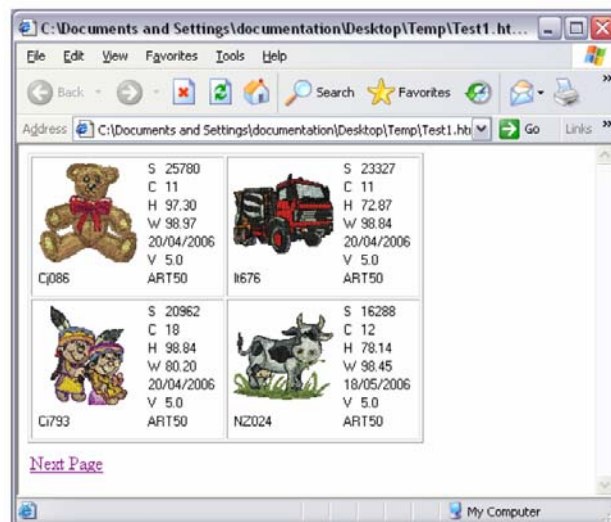 C:\Documents and Settings\documentation\Desktop\Temp\Test1.ht...
File Edit View Favorites Tools Help
Back Search Favorites
Address C:\Documents and Settings\documentation\Desktop\Temp\Test1.ht Go Links
S 25780
C 11
H 97.30
W 98.97
20/04/2006
V 5.0
Cj086 ART50
S 23327
C 11
H 72.87
W 98.84
20/04/2006
V 5.0
It676 ART50
S 20962
C 18
H 98.84
W 80.20
20/04/2006
V 5.0
Ci793 ART50
S 16288
C 12
H 78.14
W 98.45
18/05/2006
V 5.0
NZ024 ART50
Next Page
My Computer